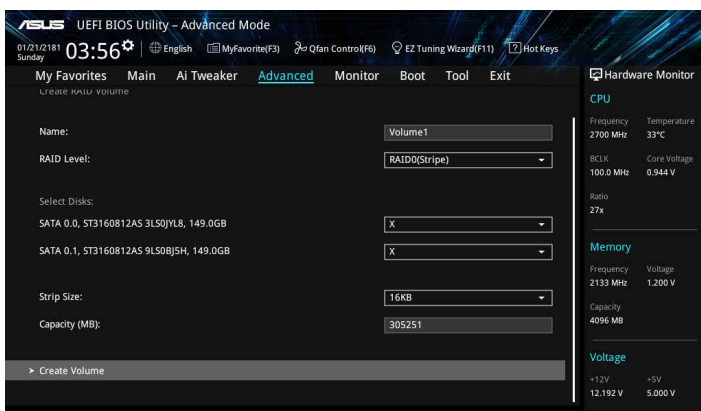 ASUS UEFI BIOS Utility – Advanced Mode
01/21/2181 Sunday 03:56 English MyFavorite(F3) Qfan Control(F6) EZ Tuning Wizard(F11) ? Hot Keys
My Favorites Main Ai Tweaker Advanced Monitor Boot Tool Exit
Hardware Monitor
Create RAID Volume
Name: Volume1
RAID Level: RAID0(Stripe)
Select Disks:
SATA 0.0, ST3160812AS 3LS0JYL8, 149.0GB X
SATA 0.1, ST3160812AS 9LS0BJ5H, 149.0GB X
Strip Size: 16KB
Capacity (MB): 305251
> Create Volume
CPU
Frequency Temperature
2700 MHz 33°C
BCLK Core Voltage
100.0 MHz 0.944 V
Ratio
27x
Memory
Frequency Voltage
2133 MHz 1.200 V
Capacity
4096 MB
Voltage
+12V +5V
12.192 V 5.000 V